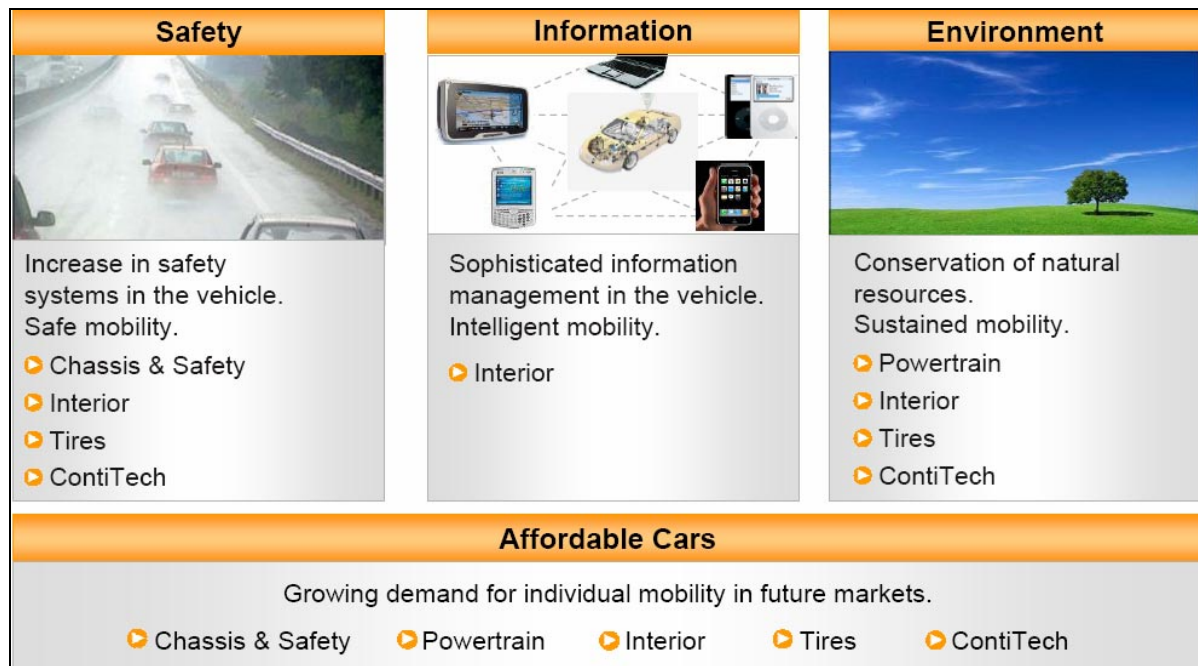 Safety
Increase in safety
systems in the vehicle.
Safe mobility.
Chassis & Safety
Interior
Tires
ContiTech
Information
Sophisticated information
management in the vehicle.
Intelligent mobility.
Interior
Environment
Conservation of natural
resources.
Sustained mobility.
Powertrain
Interior
Tires
ContiTech
Affordable Cars
Growing demand for individual mobility in future markets.
Chassis & Safety Powertrain Interior Tires ContiTech